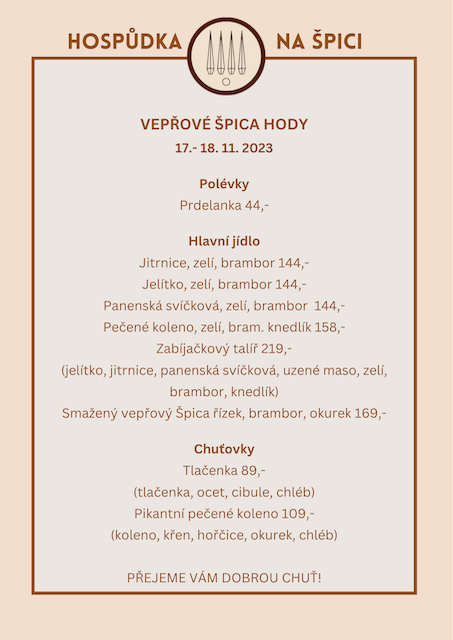 HOSPŮDKA NA ŠPICI
VEPŘOVÉ ŠPICA HODY
17.- 18. 11. 2023
Polévky
Prdelanka 44,-
Hlavní jídlo
Jitrnice, zelí, brambor 144,-
Jelítko, zelí, brambor 144,-
Panenská svíčková, zelí, brambor 144,-
Pečené koleno, zelí, bram. knedlík 158,-
Zabíjačkový talíř 219,-
(jelítko, jitrnice, panenská svíčková, uzené maso, zelí,
brambor, knedlík)
Smažený vepřový Špica řízek, brambor, okurek 169,-
Chuťovky
Tlačenka 89,-
(tlačenka, ocet, cibule, chléb)
Pikantní pečené koleno 109,-
(koleno, křen, hořčice, okurek, chléb)
PŘEJEME VÁM DOBROU CHUŤ!